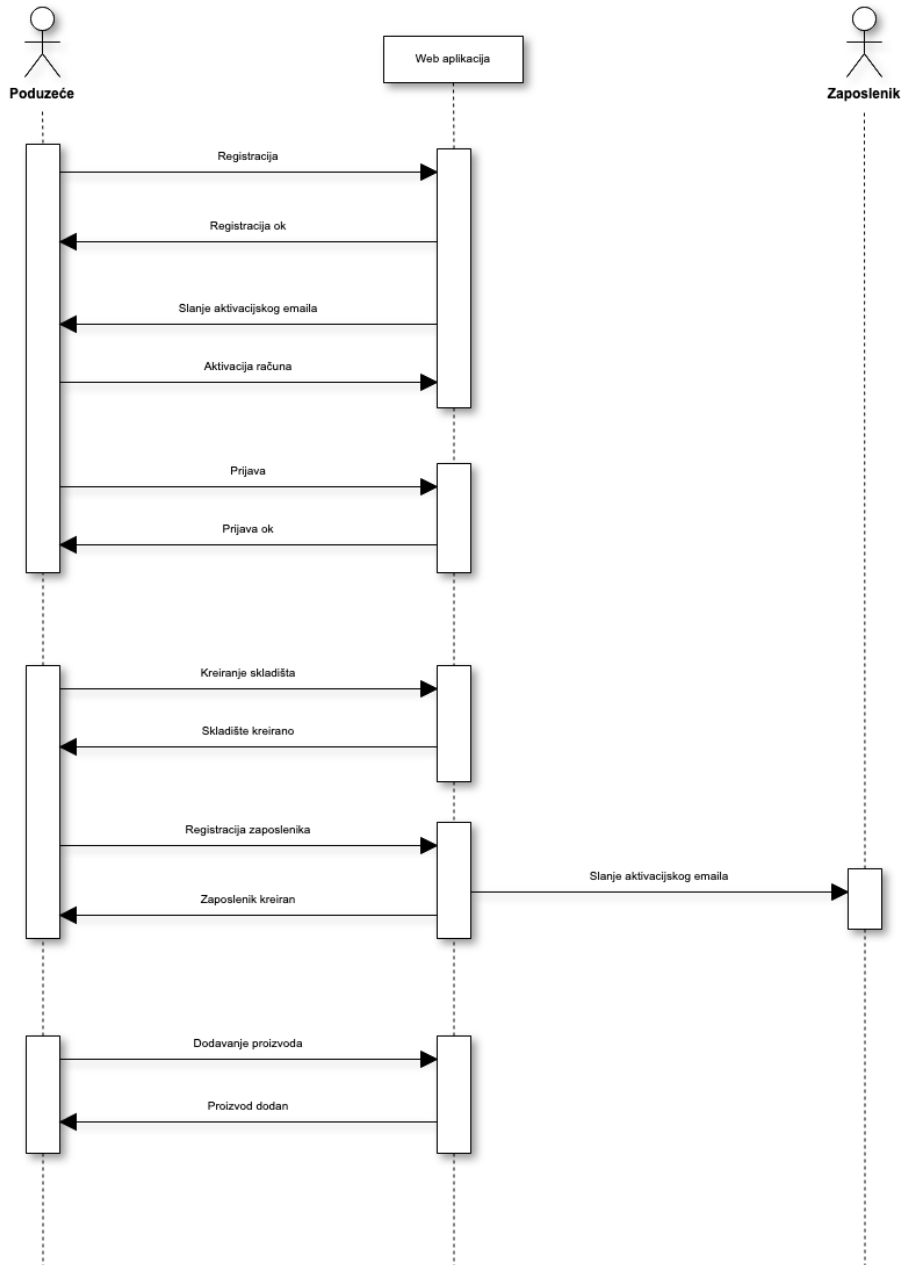 Poduzeće
Web aplikacija
Zaposlenik
Registracija
Registracija ok
Slanje aktivacijskog emaila
Aktivacija računa
Prijava
Prijava ok
Kreiranje skladišta
Skladište kreirano
Registracija zaposlenika
Slanje aktivacijskog emaila
Zaposlenik kreiran
Dodavanje proizvoda
Proizvod dodan